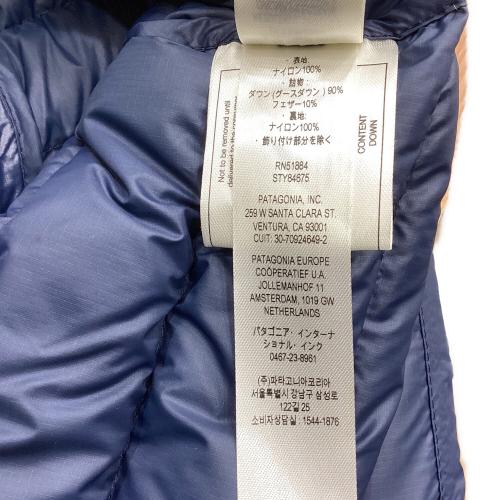 ・表地:
ナイロン100%
・詰物:
ダウン(グースダウン) 90%
フェザー10%
・裏地:
ナイロン100%
・飾り付け部分を除く
RN51884
STY84675
PATAGONIA, INC.
259 W SANTA CLARA ST.
VENTURA, CA 93001
CUIT: 30-70924649-2
PATAGONIA EUROPE
COÖPERATIEF U.A.
JOLLEMANHOF 11
AMSTERDAM, 1019 GW
NETHERLANDS
パタゴニア・インターナ
ショナル・インク
0467-23-8961
(주)파타고니아코리아
서울특별시 강남구 삼성로
122길 25
소비자상담실 : 1544-1876
Not to be removed until
delivered to the consumer
CONTENT
DOWN